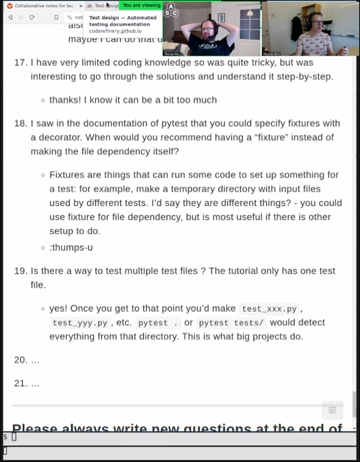 Collaborative notes for Sec
Test desig
You are viewing
Test design — Automated
testing documentation
coderefinery.github.io
maybe I can do that a
17. I have very limited coding knowledge so was quite tricky, but was
interesting to go through the solutions and understand it step-by-step.
thanks! I know it can be a bit too much
18. I saw in the documentation of pytest that you could specify fixtures with
a decorator. When would you recommend having a "fixture" instead of
making the file dependency itself?
Fixtures are things that can run some code to set up something for
a test: for example, make a temporary directory with input files
used by different tests. I'd say they are different things? - you could
use fixture for file dependency, but is most useful if there is other
setup to do.
:thumps-u
19. Is there a way to test multiple test files ? The tutorial only has one test
file.
yes! Once you get to that point you'd make test_xxx.py ,
test_yyy.py , etc. pytest . or pytest tests/ would detect
everything from that directory. This is what big projects do.
20. ...
21. ...
Please always write new questions at the end of